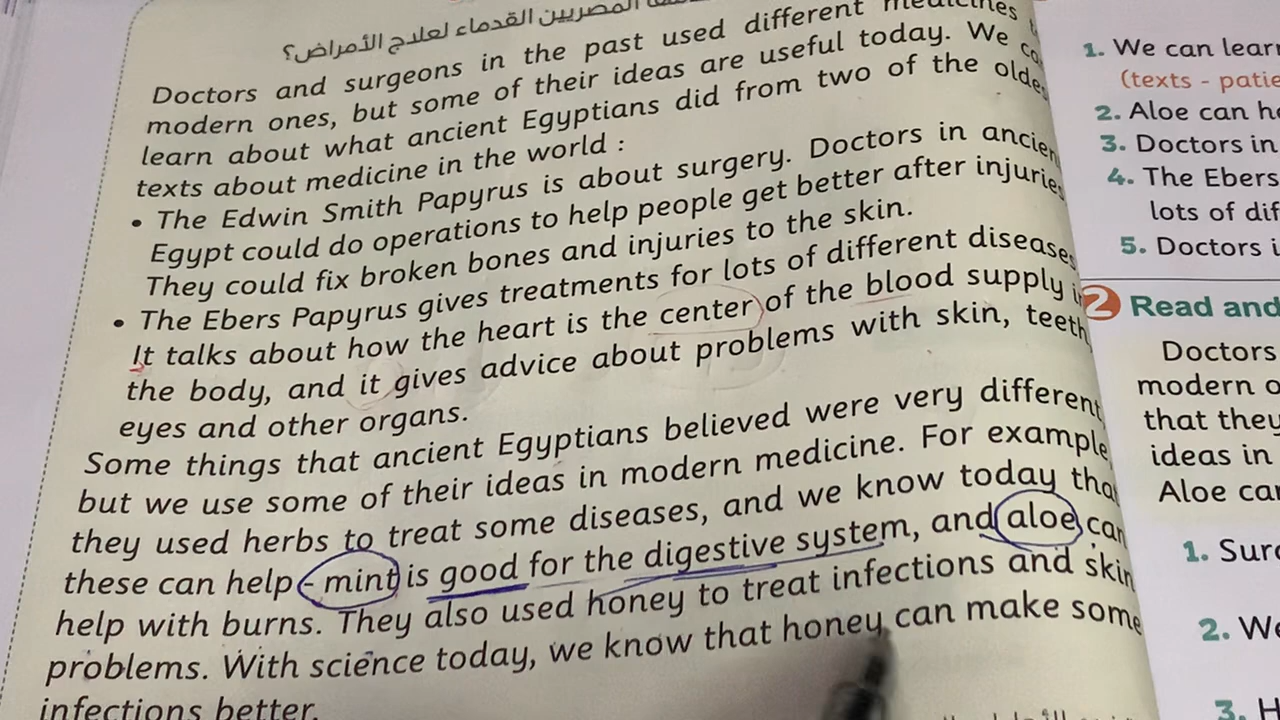 المصريين القدماء لعلاج الأمراض؟
Doctors and surgeons in the past used different medicines
modern ones, but some of their ideas are useful today. We
learn about what ancient Egyptians did from two of the
texts about medicine in the world :
• The Edwin Smith Papyrus is about surgery. Doctors in
Egypt could do operations to help people get better after
They could fix broken bones and injuries to the skin.
• The Ebers Papyrus gives treatments for lots of different diseases
It talks about how the heart is the center of the blood supply
the body, and it gives advice about problems with skin, teeth,
eyes and other organs.
Some things that ancient Egyptians believed were very different,
but we use some of their ideas in modern medicine. For example,
they used herbs to treat some diseases, and we know today that
these can help - mint is good for the digestive system, and aloe can
help with burns. They also used honey to treat infections and skin
problems. With science today, we know that honey can make some
infections better.
1. We can learn
(texts -
2. Aloe can
3. Doctors in
4. The Ebers
lots of
5. Doctors
2 Read and
Doctors
modern
that they
ideas in
Aloe
1.
2. We
3.